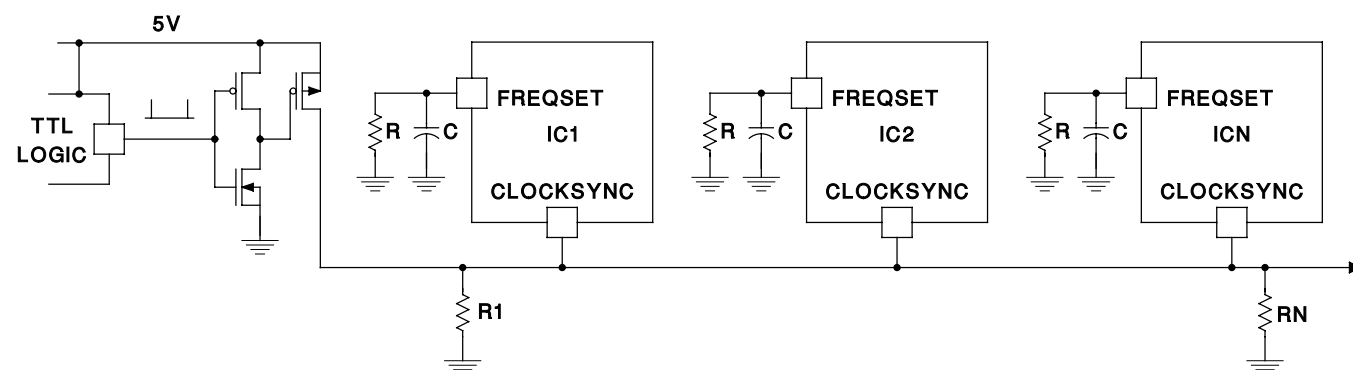 5V
TTL
LOGIC
R
C
FREQSET
IC1
CLOCKSYNC
R
C
FREQSET
IC2
CLOCKSYNC
R
C
FREQSET
ICN
CLOCKSYNC
R1
RN